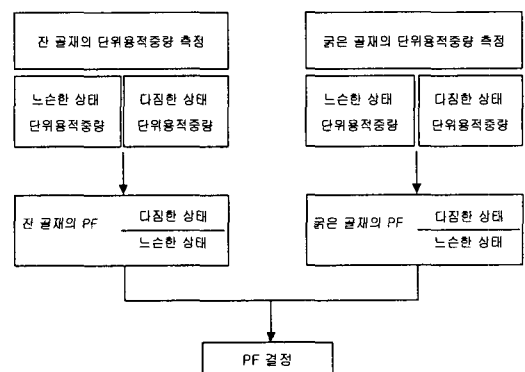 잔 골재의 단위용적중량 측정
굵은 골재의 단위용적중량 측정
느슨한 상태
단위용적중량
다짐한 상태
단위용적중량
느슨한 상태
단위용적중량
다짐한 상태
단위용적중량
잔 골재의 PF
다짐한 상태
느슨한 상태
굵은 골재의 PF
다짐한 상태
느슨한 상태
PF 결정